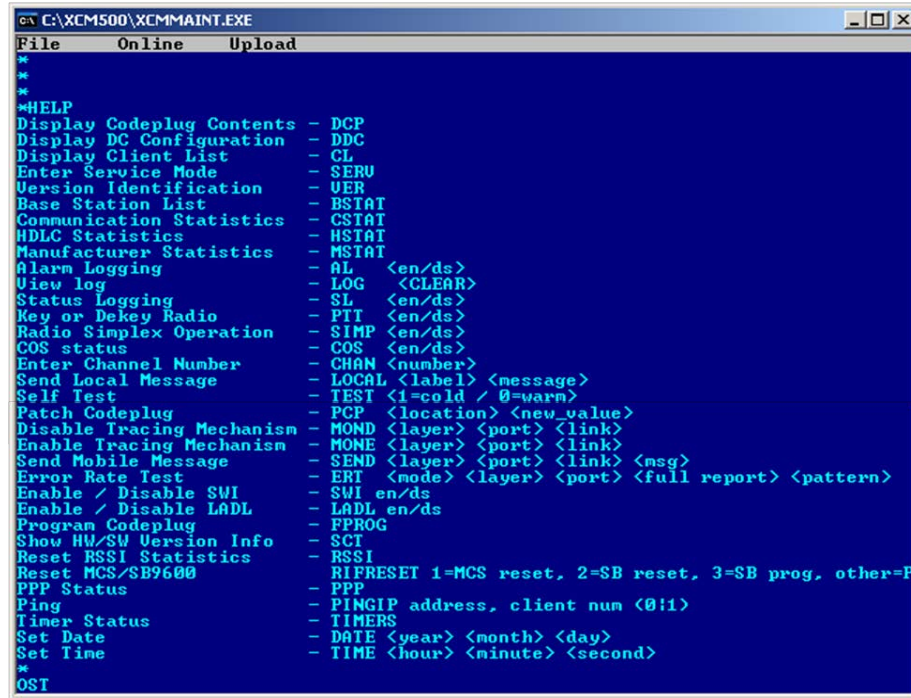 C:\XCM500\XCMMAINT.EXE
File Online Upload
*
*
*
*HELP
Display Codeplug Contents - DCP
Display DC Configuration - DDC
Display Client List - CL
Enter Service Mode - SERV
Version Identification - VER
Base Station List - BSTAT
Communication Statistics - CSTAT
HDLC Statistics - HSTAT
Manufacturer Statistics - MSTAT
Alarm Logging - AL <en/ds>
View log - LOG <CLEAR>
Status Logging - SL <en/ds>
Key or Dekey Radio - PTT <en/ds>
Radio Simplex Operation - SIMP <en/ds>
COS status - COS <en/ds>
Enter Channel Number - CHAN <number>
Send Local Message - LOCAL <label> <message>
Self Test - TEST <1=cold / 0=warm>
Patch Codeplug - PCP <location> <new_value>
Disable Tracing Mechanism - MOND <layer> <port> <link>
Enable Tracing Mechanism - MONE <layer> <port> <link>
Send Mobile Message - SEND <layer> <port> <link> <msg>
Error Rate Test - ERT <mode> <layer> <port> <full report> <pattern>
Enable / Disable SWI - SWI en/ds
Enable / Disable LADL - LADL en/ds
Program Codeplug - FPROG
Show HW/SW Version Info - SCT
Reset RSSI Statistics - RSSI
Reset MCS/SB9600 RIFRESET 1=MCS reset, 2=SB reset, 3=SB prog, other=F
PPP Status - PPP
Ping - PINGIP address, client num <0¦1>
Timer Status - TIMERS
Set Date - DATE <year> <month> <day>
Set Time - TIME <hour> <minute> <second>
*
OST